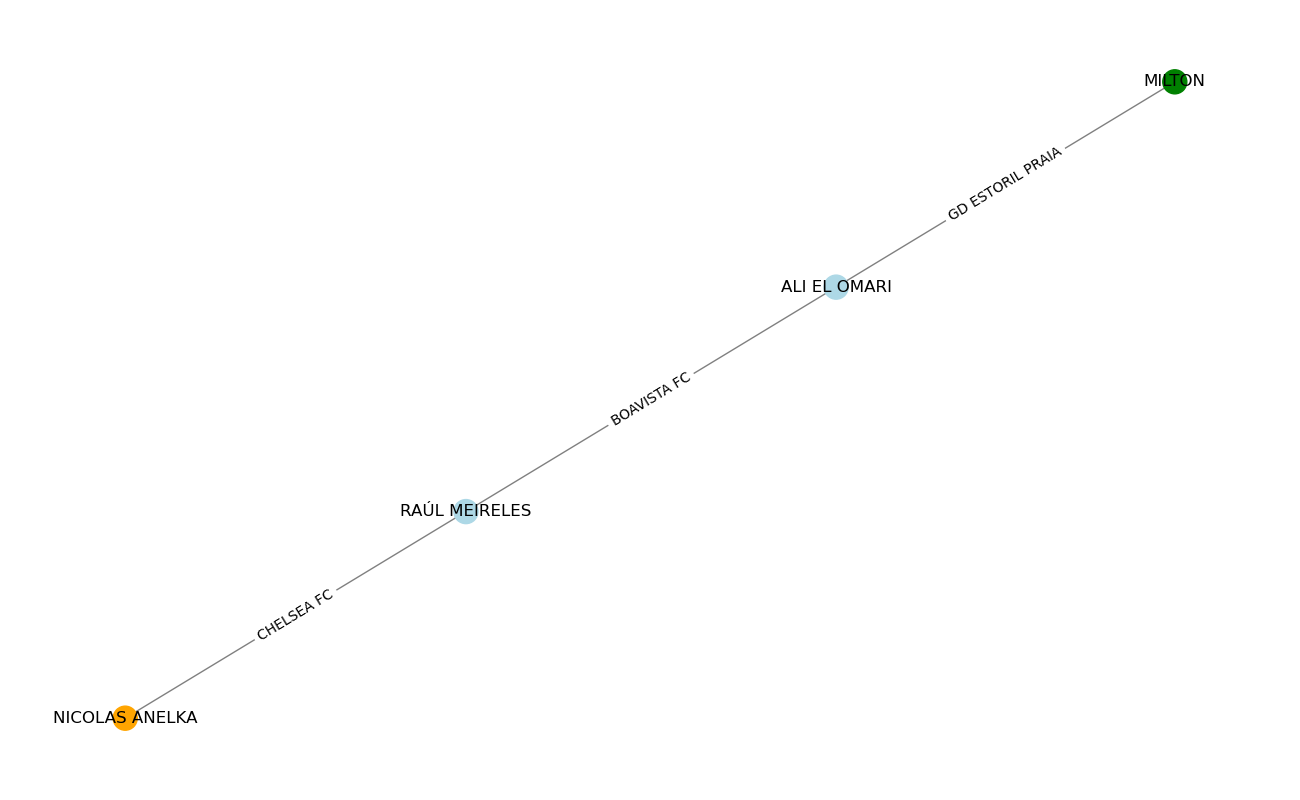 MILTON
GD ESTORIL PRAIA
ALI EL OMARI
BOAVISTA FC
RAÚL MEIRELES
CHELSEA FC
NICOLAS ANELKA